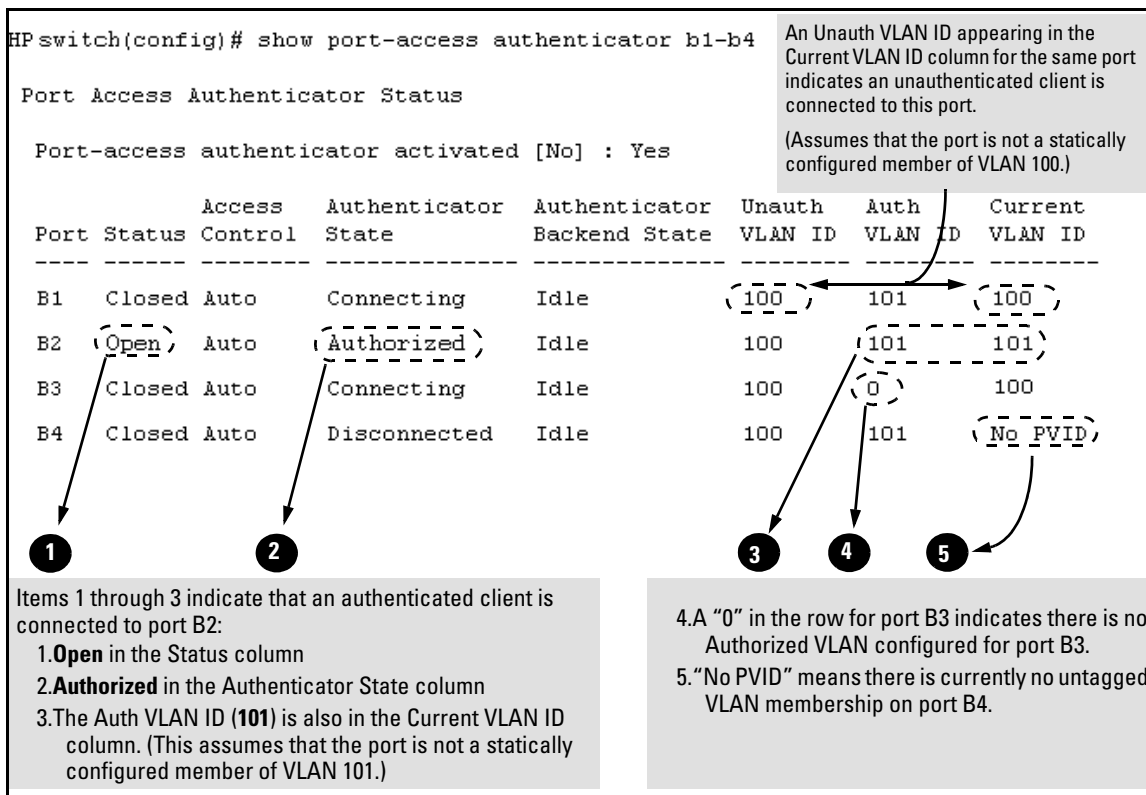 HP switch(config)# show port-access authenticator b1-b4
An Unauth VLAN ID appearing in the
Current VLAN ID column for the same port
indicates an unauthenticated client is
connected to this port.
(Assumes that the port is not a statically
configured member of VLAN 100.)
Port Access Authenticator Status
Port-access authenticator activated [No] : Yes
Access Authenticator Authenticator Unauth Auth Current
Port Status Control State Backend State VLAN ID VLAN ID VLAN ID
---- ------ -------- -------------- -------------- -------- -------- --------
B1 Closed Auto Connecting Idle 100 101 100
B2 Open Auto Authorized Idle 100 101 101
B3 Closed Auto Connecting Idle 100 0 100
B4 Closed Auto Disconnected Idle 100 101 No PVID
1 2 3 4 5
Items 1 through 3 indicate that an authenticated client is
connected to port B2:
1.Open in the Status column
2.Authorized in the Authenticator State column
3.The Auth VLAN ID (101) is also in the Current VLAN ID
column. (This assumes that the port is not a statically
configured member of VLAN 101.)
4.A “0” in the row for port B3 indicates there is no
Authorized VLAN configured for port B3.
5.“No PVID” means there is currently no untagged
VLAN membership on port B4.